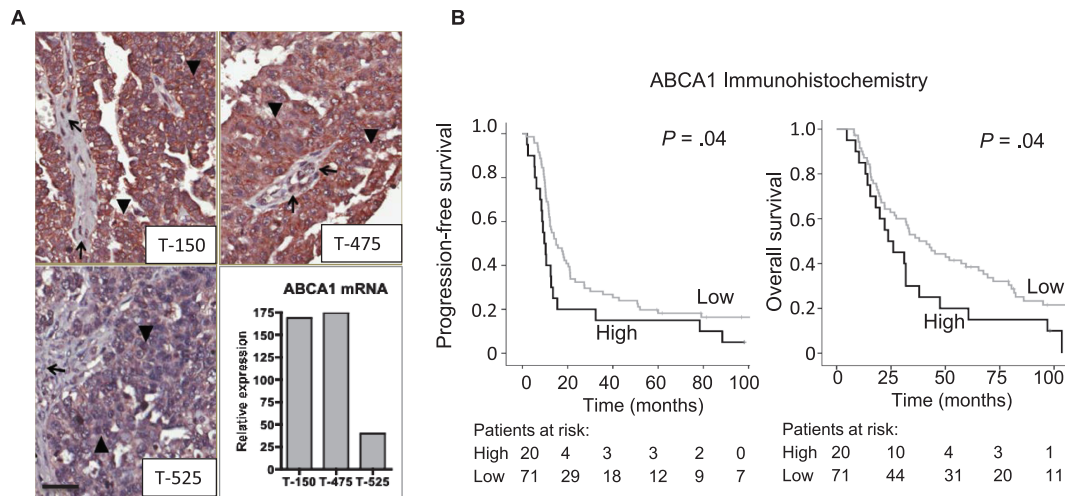 A
T-150
T-475
T-525
ABCA1 mRNA
Relative expression
175
150
125
100
75
50
25
0
T-150 T-475 T-525
B
ABCA1 Immunohistochemistry
Progression-free survival
1.0
0.8
0.6
0.4
0.2
0
P = .04
Low
High
0 20 40 60 80 100
Time (months)
Patients at risk:
High 20 4 3 3 2 0
Low 71 29 18 12 9 7
Overall survival
1.0
0.8
0.6
0.4
0.2
0
P = .04
Low
High
0 25 50 75 100
Time (months)
Patients at risk:
High 20 10 4 3 1
Low 71 44 31 20 11